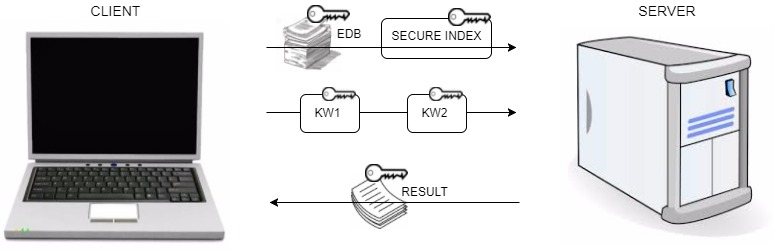 CLIENT
SERVER
EDB
SECURE INDEX
KW1
KW2
RESULT